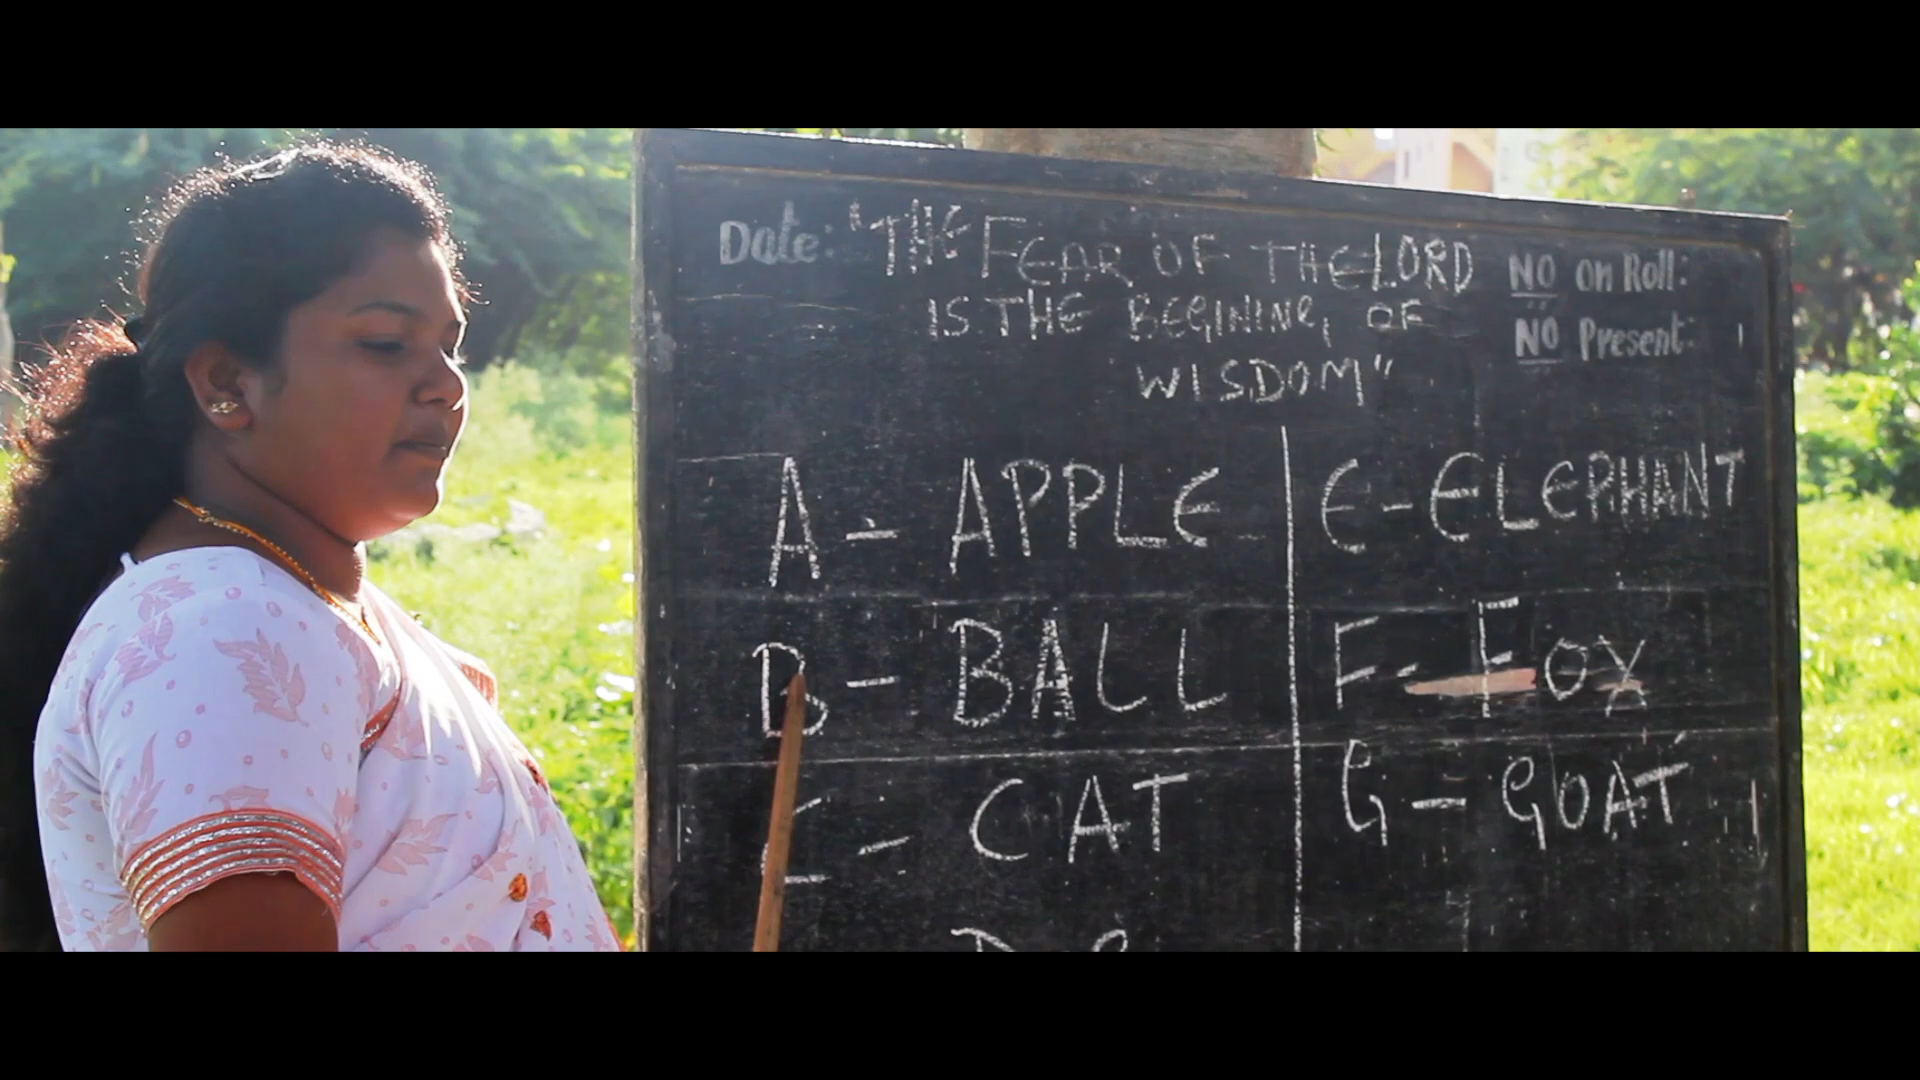 Date: "THE FEAR OF THE LORD
IS THE BEGINING OF
WISDOM"
NO on Roll:
NO Present:
A - APPLE
B - BALL
C - CAT
E - ELEPHANT
F - FOX
G - GOAT